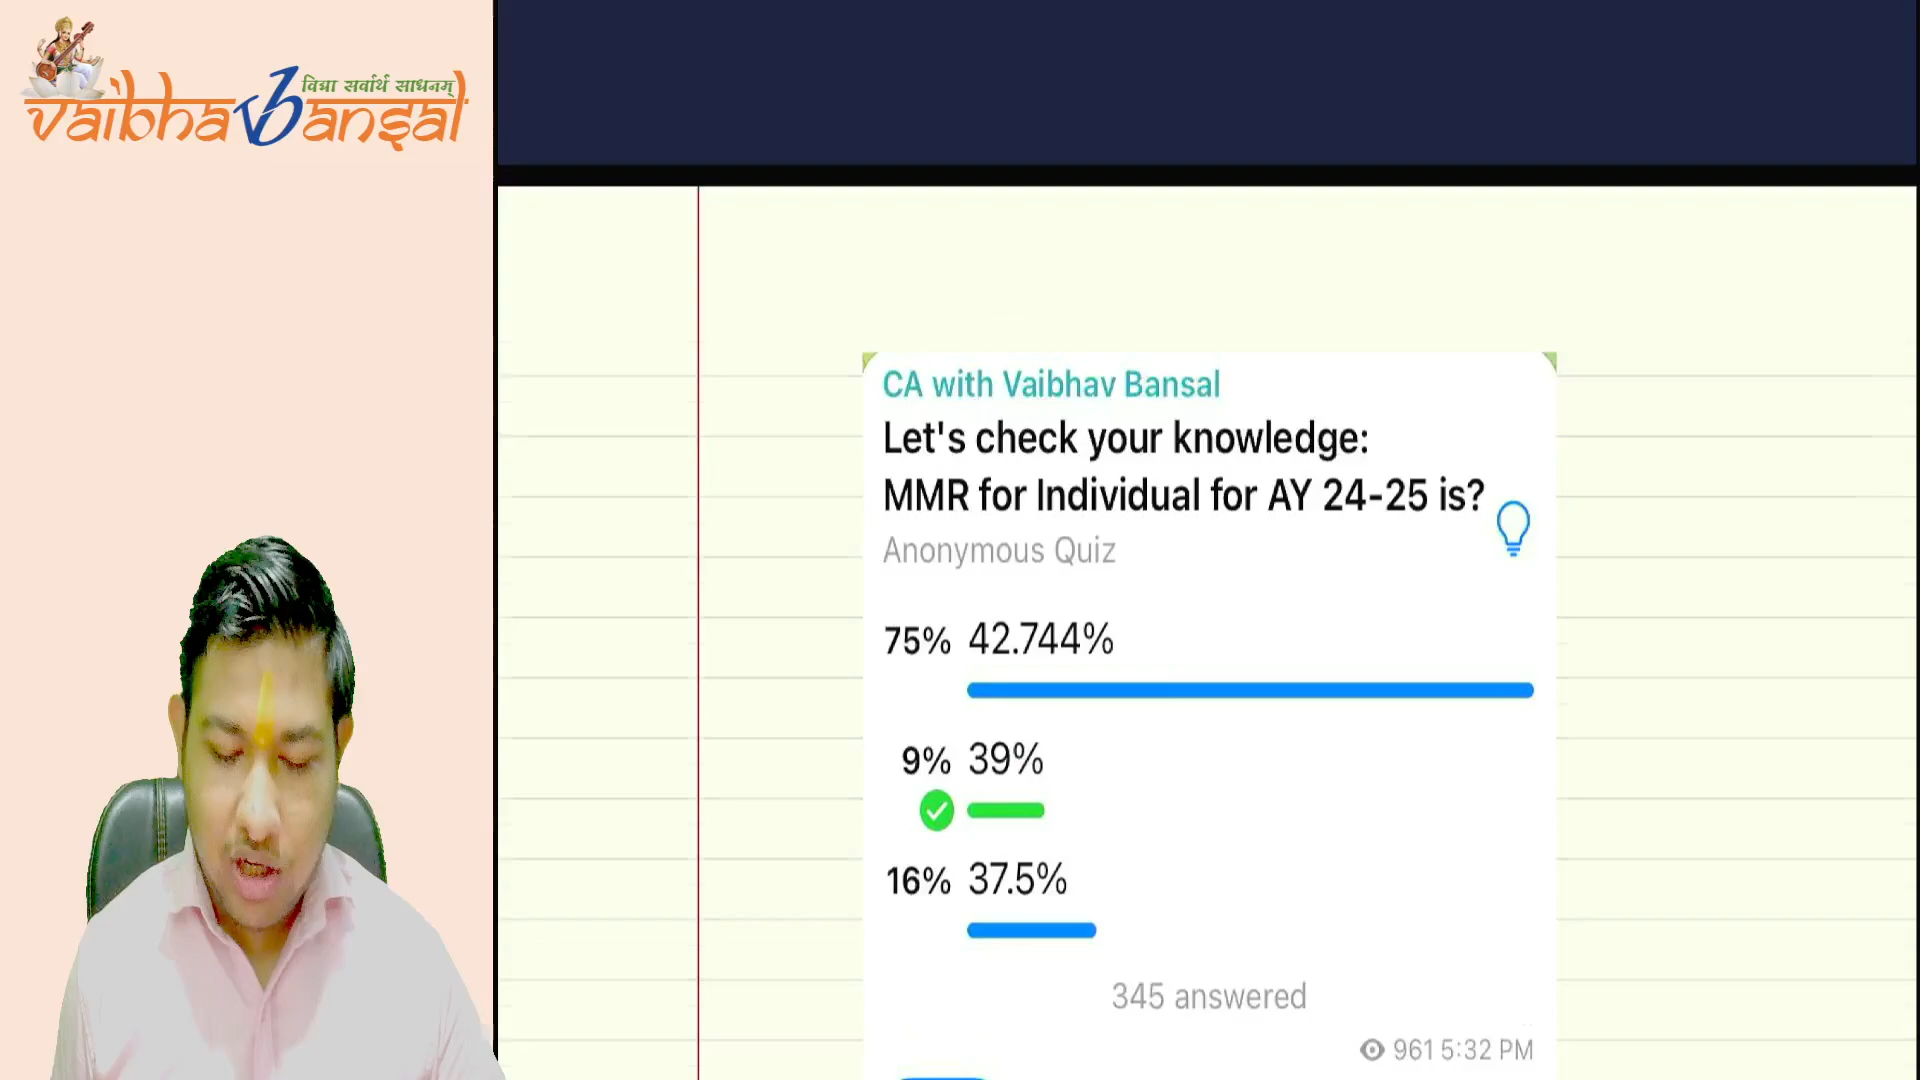 विद्या सर्वार्थ साधनम्
Vaibhav Bansal
CA with Vaibhav Bansal
Let's check your knowledge:
MMR for Individual for AY 24-25 is?
Anonymous Quiz
75% 42.744%
9% 39%
16% 37.5%
345 answered
961 5:32 PM